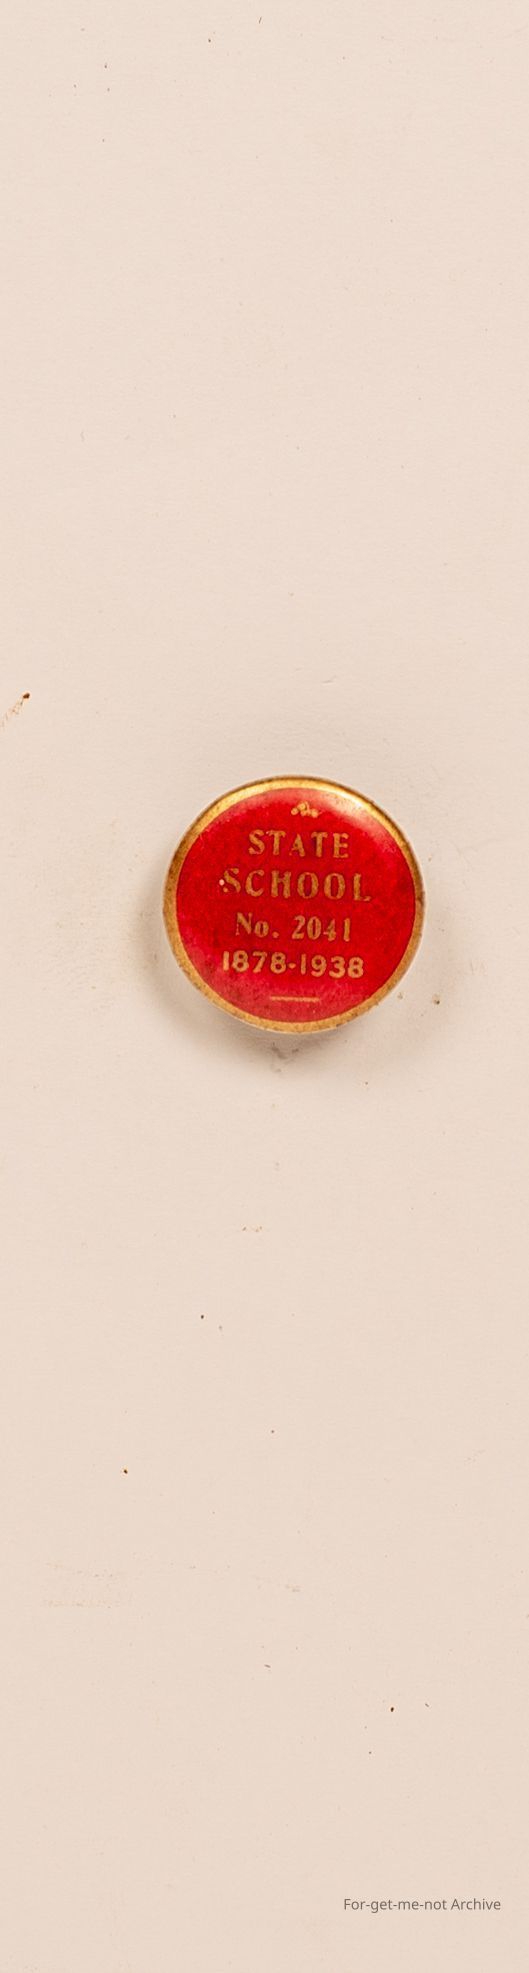 STATE
SCHOOL
No. 2041
1878-1938
For-get-me-not Archive